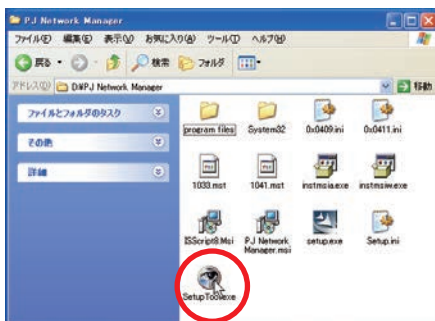 PJ Network Manager
ファイル(F) 編集(E) 表示(V) お気に入り(A) ツール(T) ヘルプ(H)
戻る 検索 フォルダ
アドレス(D) D:¥PJ Network Manager 移動
ファイルとフォルダのタスク
その他
詳細
program files System32 0x0409.ini 0x0411.ini
1033.mst 1041.mst instmsia.exe instmsiw.exe
ISScript8.Msi PJ Network Manager.msi setup.exe Setup.ini
SetupTool.exe